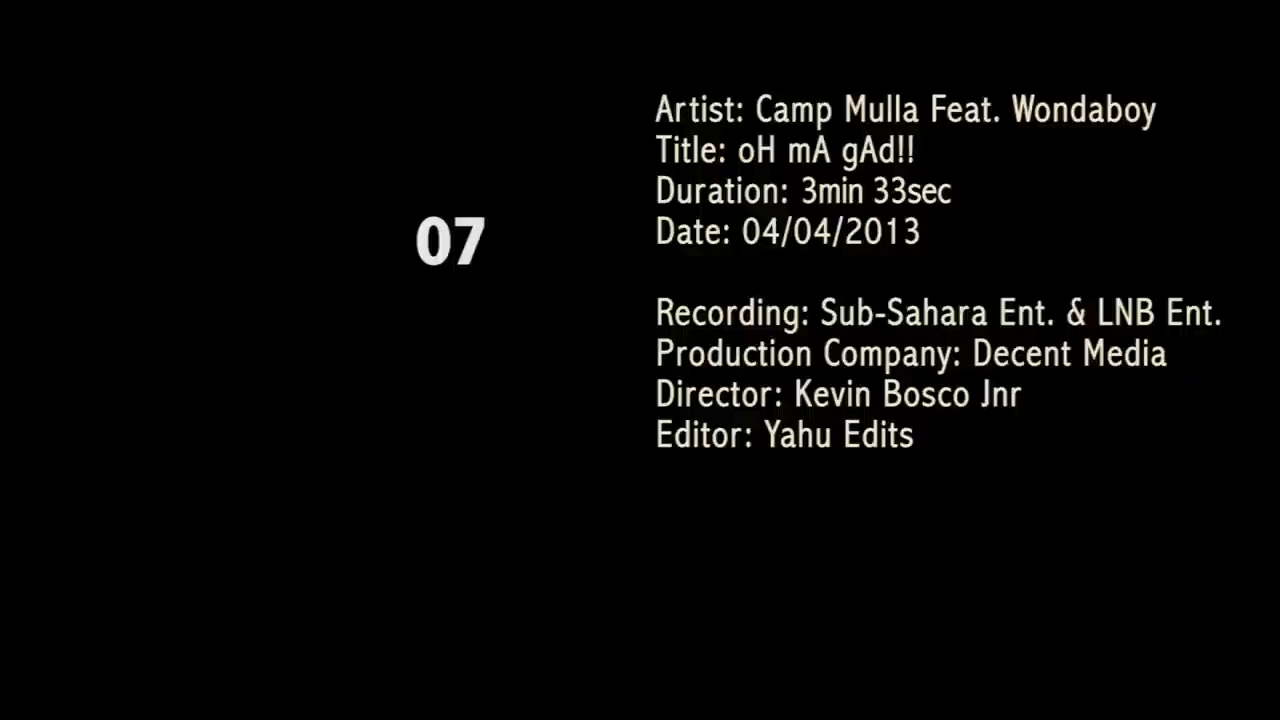 07
Artist: Camp Mulla Feat. Wondaboy
Title: oH mA gAd!!
Duration: 3min 33sec
Date: 04/04/2013
Recording: Sub-Sahara Ent. & LNB Ent.
Production Company: Decent Media
Director: Kevin Bosco Jnr
Editor: Yahu Edits